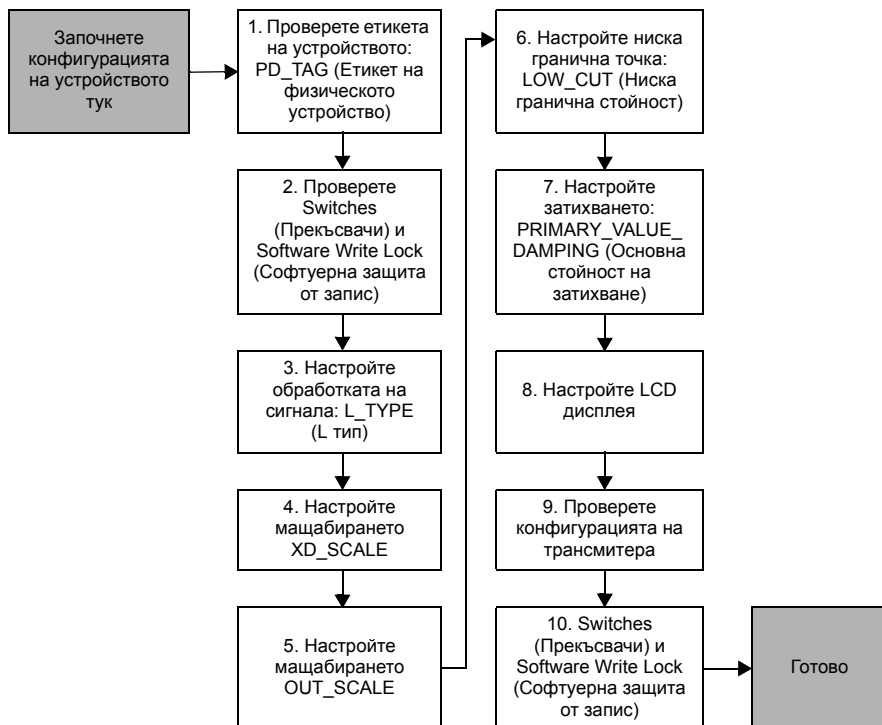 Започнете
конфигурацията
на устройството
тук
1. Проверете етикета
на устройството:
PD_TAG (Етикет на
физическото
устройство)
2. Проверете
Switches
(Прекъсвачи) и
Software Write Lock
(Софтуерна защита
от запис)
3. Настройте
обработката на
сигнала: L_TYPE
(L тип)
4. Настройте
мащабирането
XD_SCALE
5. Настройте
мащабирането
OUT_SCALE
6. Настройте ниска
гранична точка:
LOW_CUT (Ниска
гранична стойност)
7. Настройте
затихването:
PRIMARY_VALUE_
DAMPING (Основна
стойност на
затихване)
8. Настройте LCD
дисплея
9. Проверете
конфигурацията на
трансмитера
10. Switches
(Прекъсвачи) и
Software Write Lock
(Софтуерна защита
от запис)
Готово